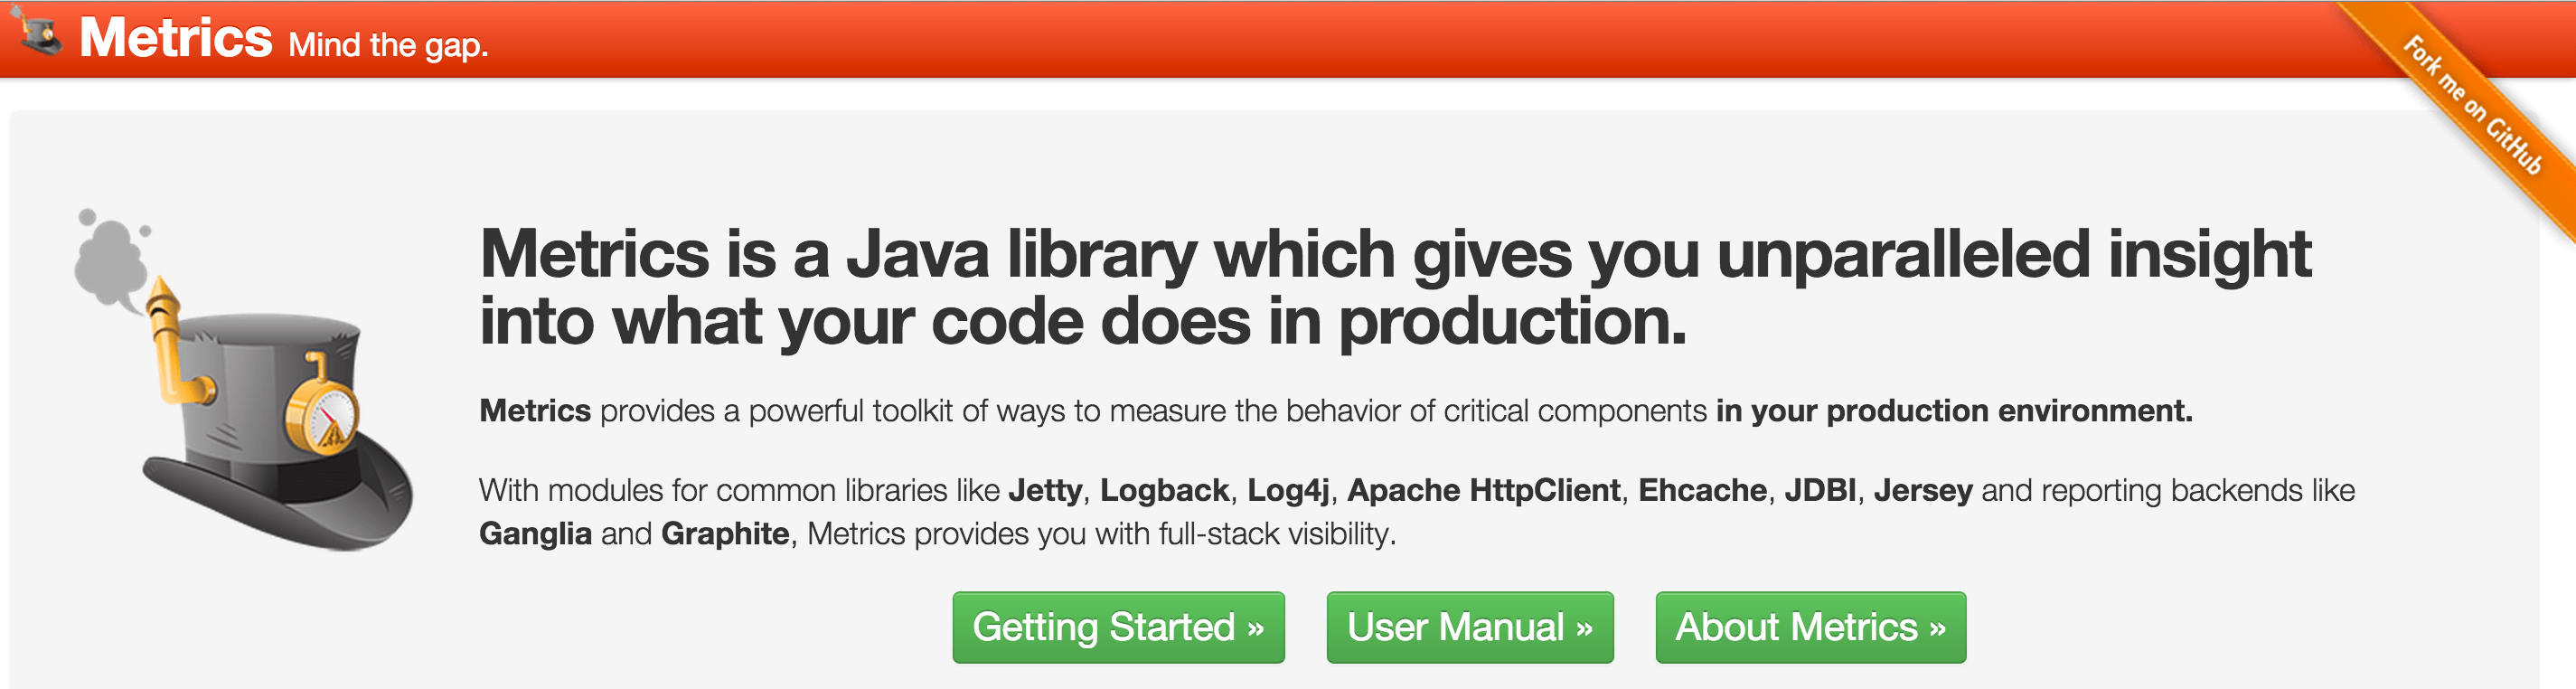 Metrics Mind the gap.
Fork me on GitHub
Metrics is a Java library which gives you unparalleled insight
into what your code does in production.
Metrics provides a powerful toolkit of ways to measure the behavior of critical components in your production environment.
With modules for common libraries like Jetty, Logback, Log4j, Apache HttpClient, Ehcache, JDBI, Jersey and reporting backends like
Ganglia and Graphite, Metrics provides you with full-stack visibility.
Getting Started » User Manual » About Metrics »